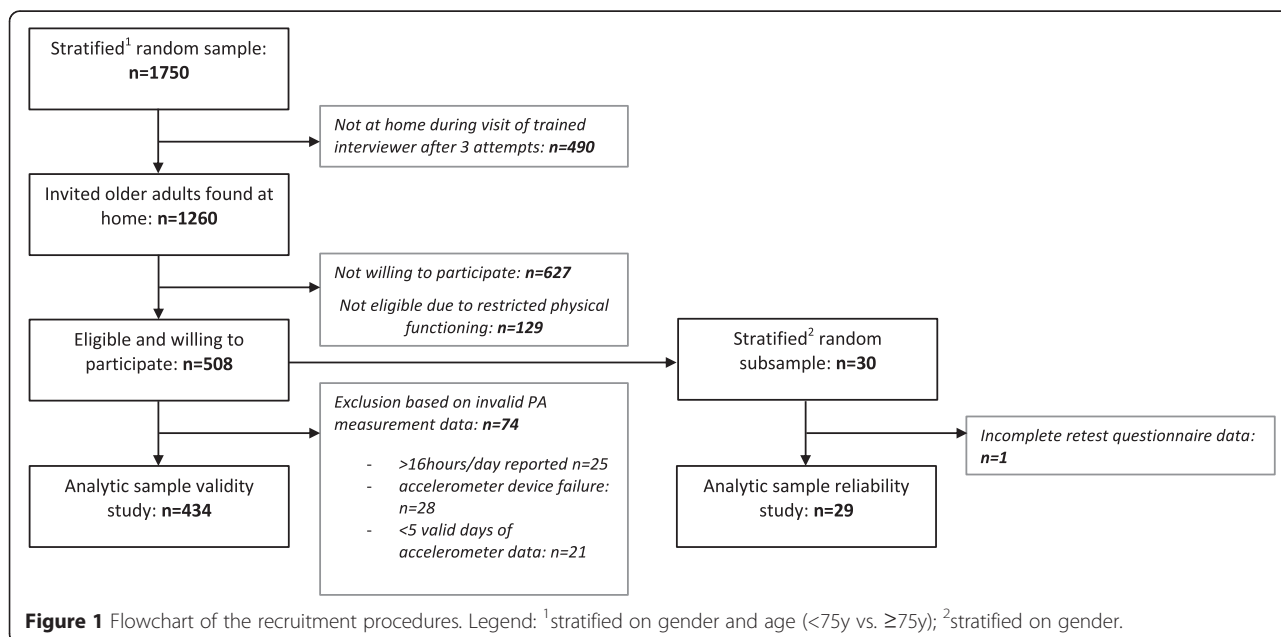 Stratified¹ random sample:
n=1750
Not at home during visit of trained
interviewer after 3 attempts: n=490
Invited older adults found at
home: n=1260
Not willing to participate: n=627
Not eligible due to restricted physical
functioning: n=129
Eligible and willing to
participate: n=508
Stratified² random
subsample: n=30
Exclusion based on invalid PA
measurement data: n=74
- >16hours/day reported n=25
- accelerometer device failure:
n=28
- <5 valid days of
accelerometer data: n=21
Incomplete retest questionnaire data:
n=1
Analytic sample validity
study: n=434
Analytic sample reliability
study: n=29
Figure 1 Flowchart of the recruitment procedures. Legend: ¹stratified on gender and age (<75y vs. ≥75y); ²stratified on gender.